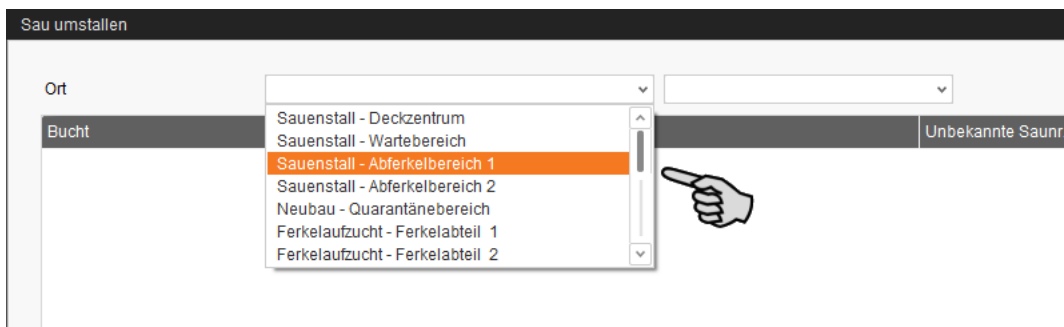 Sau umstallen
Ort
Bucht
Unbekannte Saunr
Sauenstall - Deckzentrum
Sauenstall - Wartebereich
Sauenstall - Abferkelbereich 1
Sauenstall - Abferkelbereich 2
Neubau - Quarantänebereich
Ferkelaufzucht - Ferkelabteil 1
Ferkelaufzucht - Ferkelabteil 2